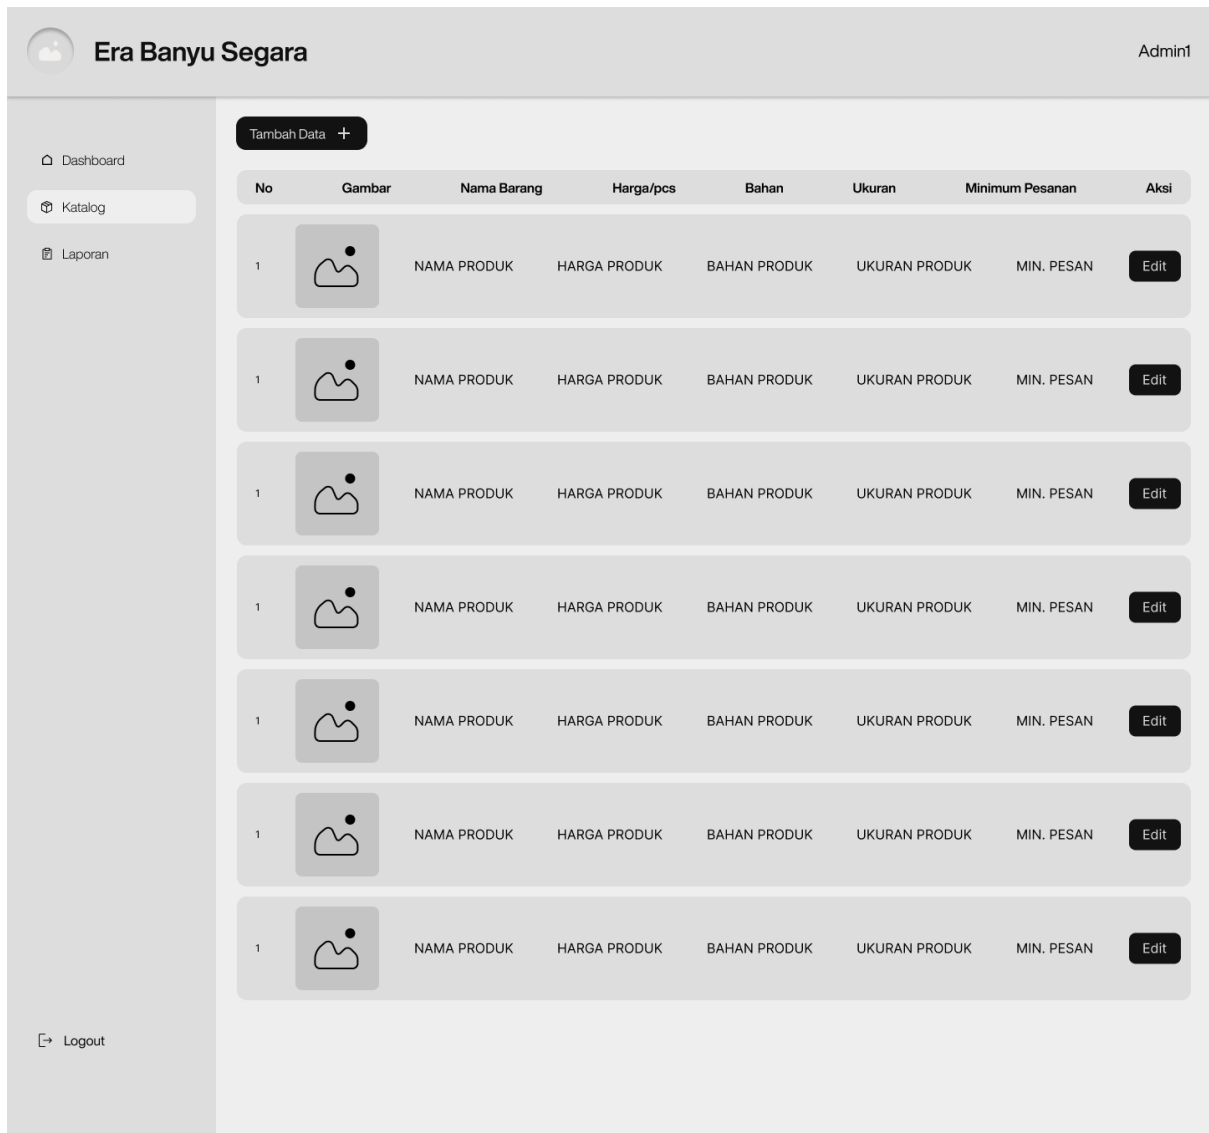 Era Banyu Segara
Admin1
Dashboard
Katalog
Laporan
Logout
Tambah Data +
No Gambar Nama Barang Harga/pcs Bahan Ukuran Minimum Pesanan Aksi
1 NAMA PRODUK HARGA PRODUK BAHAN PRODUK UKURAN PRODUK MIN. PESAN Edit
1 NAMA PRODUK HARGA PRODUK BAHAN PRODUK UKURAN PRODUK MIN. PESAN Edit
1 NAMA PRODUK HARGA PRODUK BAHAN PRODUK UKURAN PRODUK MIN. PESAN Edit
1 NAMA PRODUK HARGA PRODUK BAHAN PRODUK UKURAN PRODUK MIN. PESAN Edit
1 NAMA PRODUK HARGA PRODUK BAHAN PRODUK UKURAN PRODUK MIN. PESAN Edit
1 NAMA PRODUK HARGA PRODUK BAHAN PRODUK UKURAN PRODUK MIN. PESAN Edit
1 NAMA PRODUK HARGA PRODUK BAHAN PRODUK UKURAN PRODUK MIN. PESAN Edit